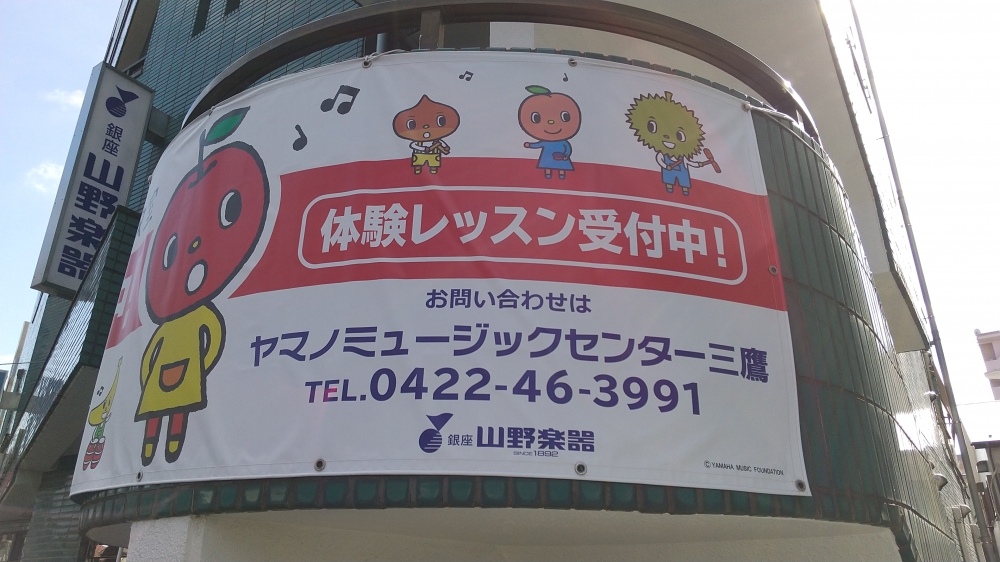 銀座 山野楽器
体験レッスン受付中!
お問い合わせは
ヤマノミュージックセンター三鷹
TEL.0422-46-3991
銀座 山野楽器
SINCE 1892
© YAMAHA MUSIC FOUNDATION